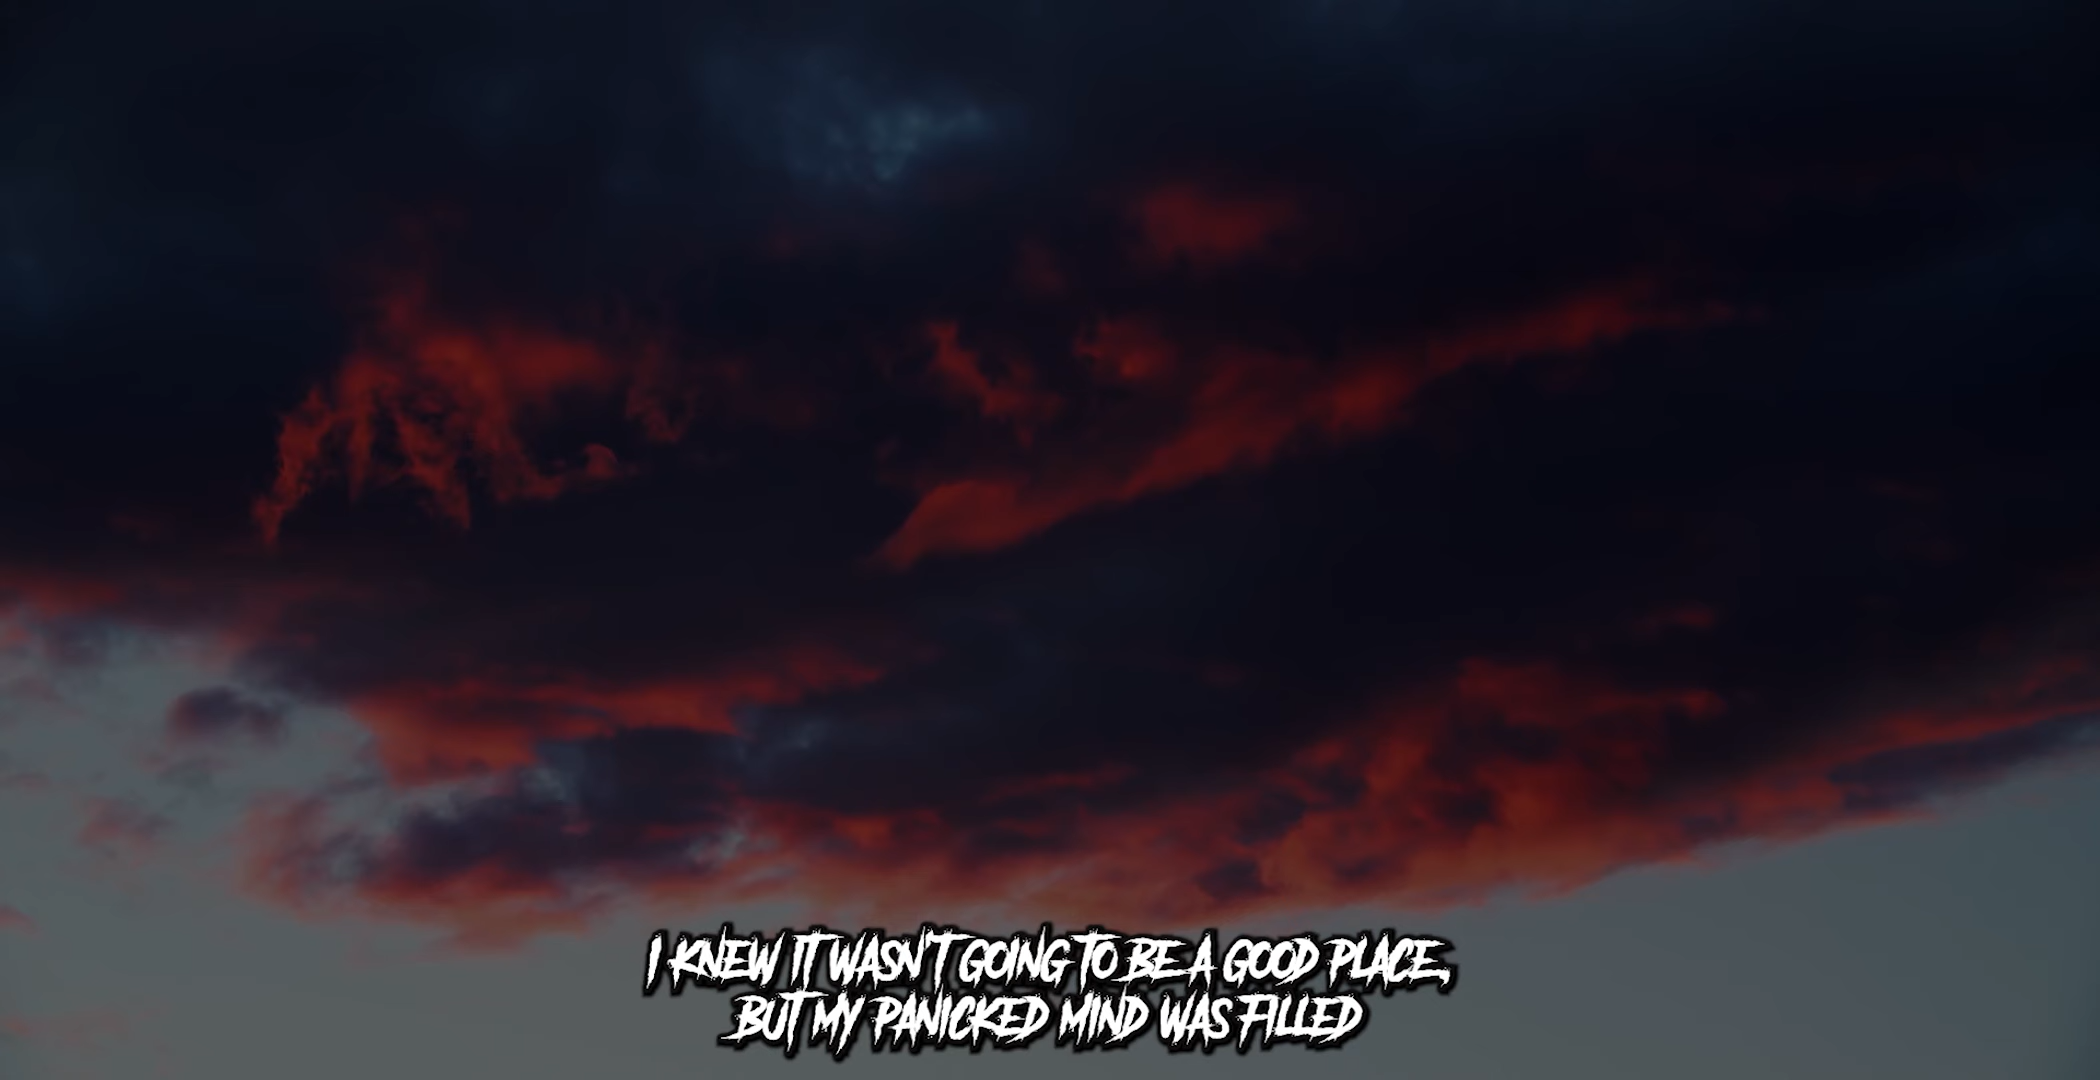 I KNEW IT WASN'T GOING TO BE A GOOD PLACE,
BUT MY PANICKED MIND WAS FILLED